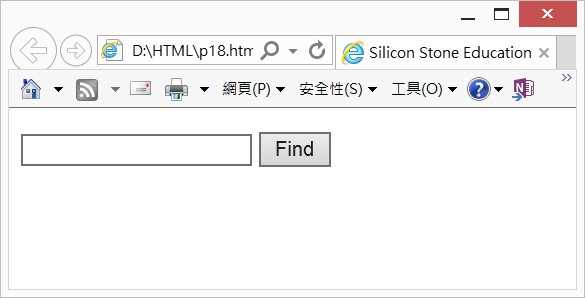 D:\HTML\p18.htm
Silicon Stone Education
網頁(P) 安全性(S) 工具(O)
Find